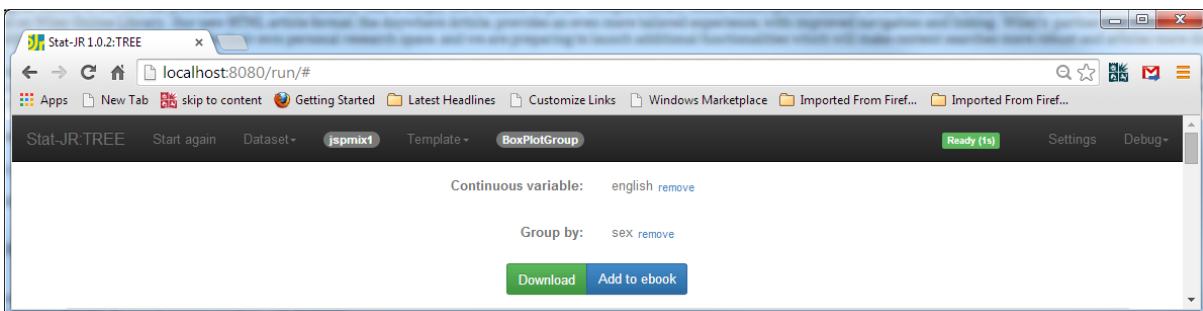 Stat-JR 1.0.2:TREE
localhost:8080/run/#
Apps New Tab skip to content Getting Started Latest Headlines Customize Links Windows Marketplace Imported From Firef... Imported From Firef...
Stat-JR:TREE Start again Dataset jspmix1 Template BoxPlotGroup Ready (1s) Settings Debug
Continuous variable: english remove
Group by: sex remove
Download Add to ebook